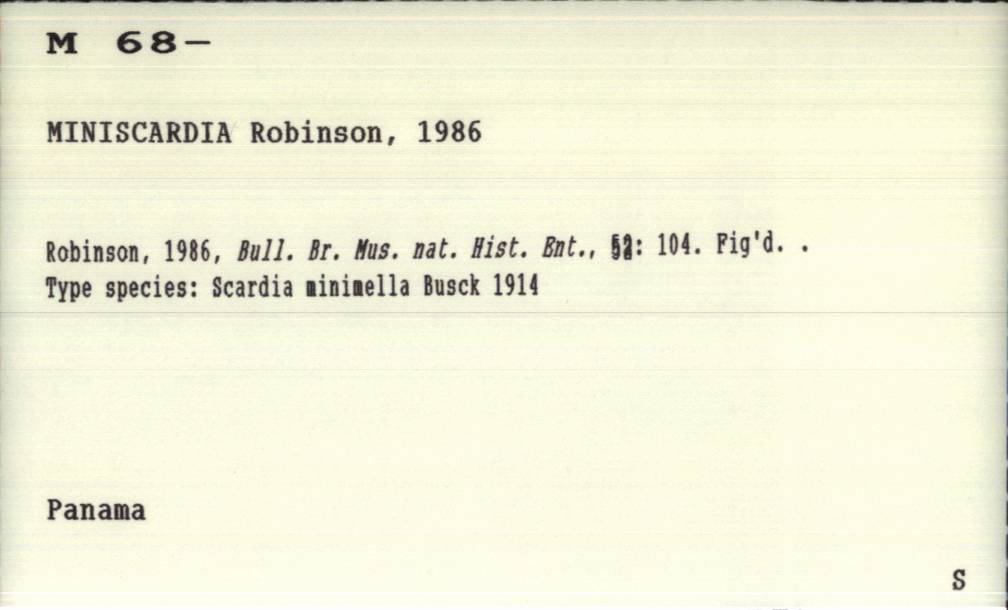 M 68–
MINISCARDIA Robinson, 1986
Robinson, 1986, Bull. Br. Mus. nat. Hist. Ent., 52: 104. Fig'd. .
Type species: Scardia minimella Busck 1914
Panama
S